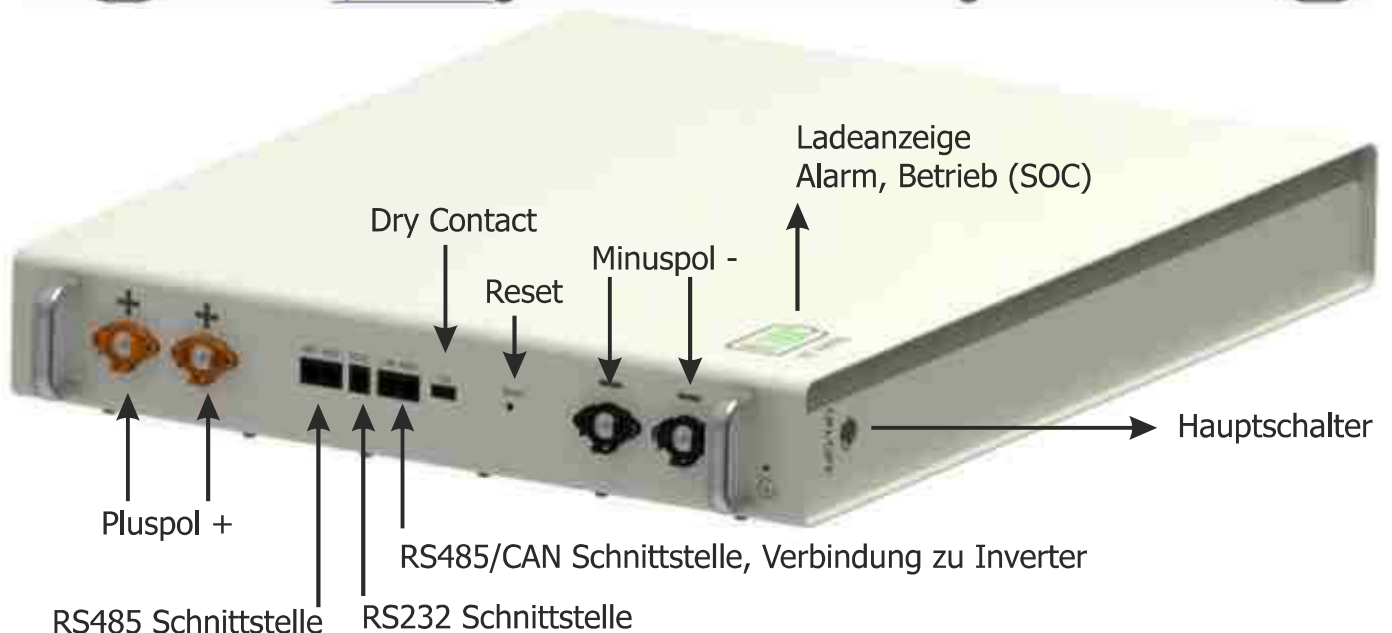 Ladeanzeige
Alarm, Betrieb (SOC)
Dry Contact
Minuspol -
Reset
Hauptschalter
Pluspol +
RS485/CAN Schnittstelle, Verbindung zu Inverter
RS485 Schnittstelle
RS232 Schnittstelle